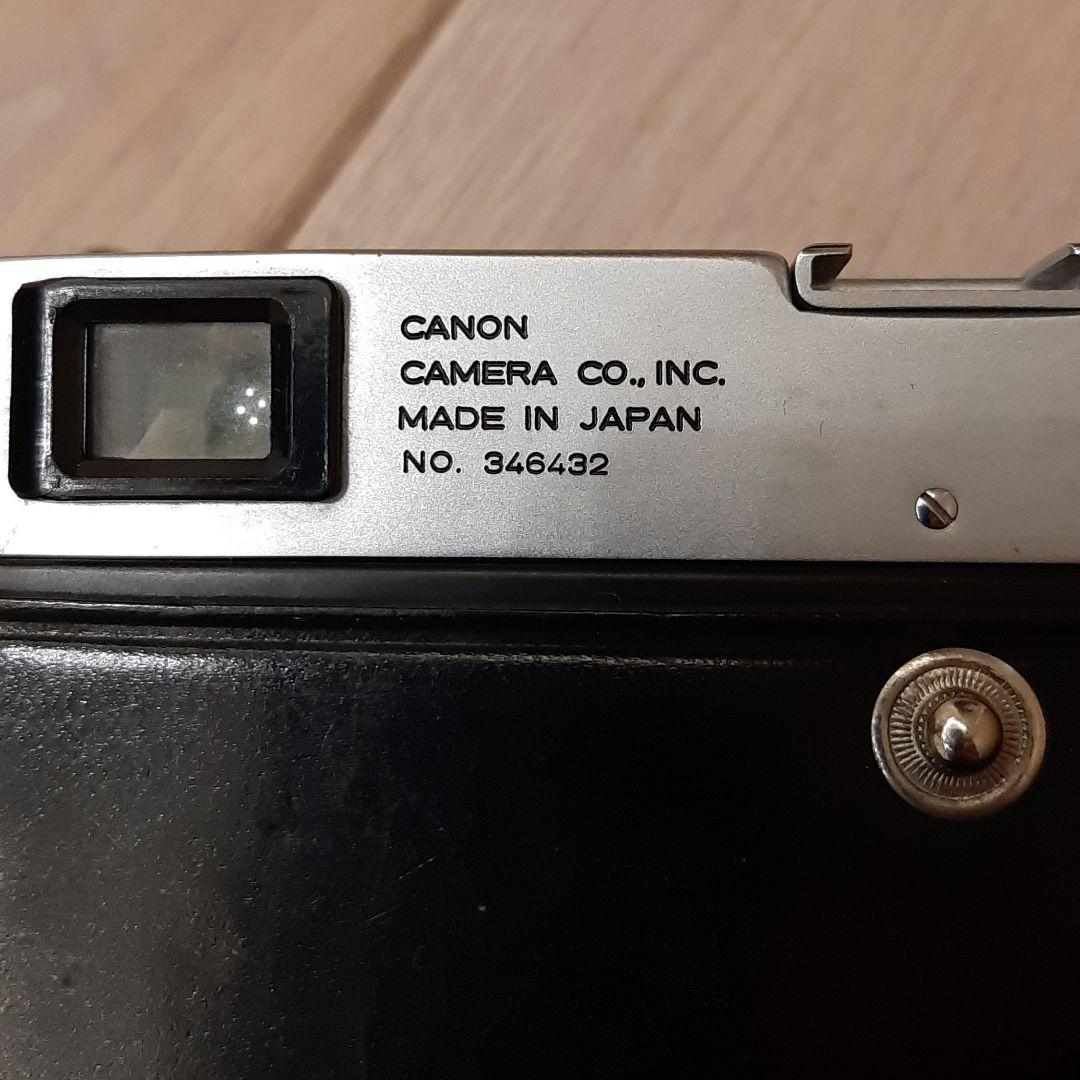 CANON
CAMERA CO., INC.
MADE IN JAPAN
NO. 346432